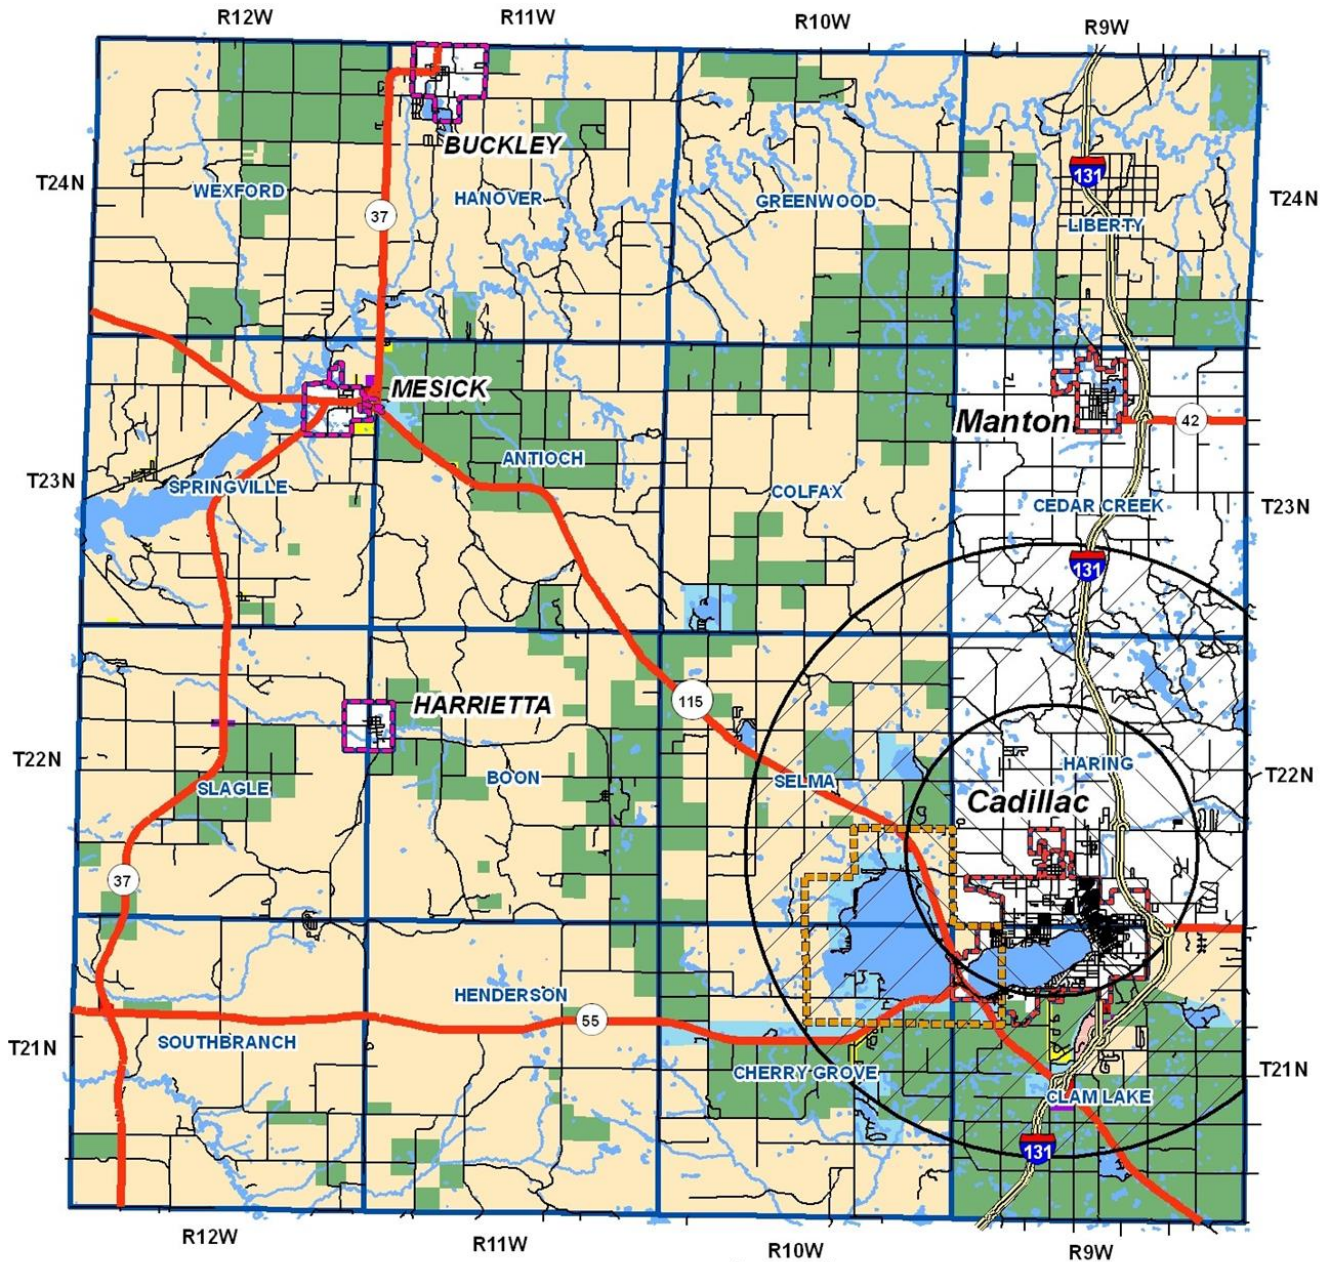 R12W
R11W
R10W
R9W
BUCKLEY
131
T24N
WEXFORD
HANOVER
GREENWOOD
T24N
37
LIBERTY
MESICK
Manton
42
ANTIOCH
T23N
SPRINGVILLE
COLFAX
CEDAR CREEK
T23N
131
HARRIETTA
115
T22N
SLAGLE
BOON
SELMA
HARING
T22N
Cadillac
37
HENDERSON
55
T21N
SOUTHBRANCH
CHERRY GROVE
T21N
CLAM LAKE
131
R12W
R11W
R10W
R9W